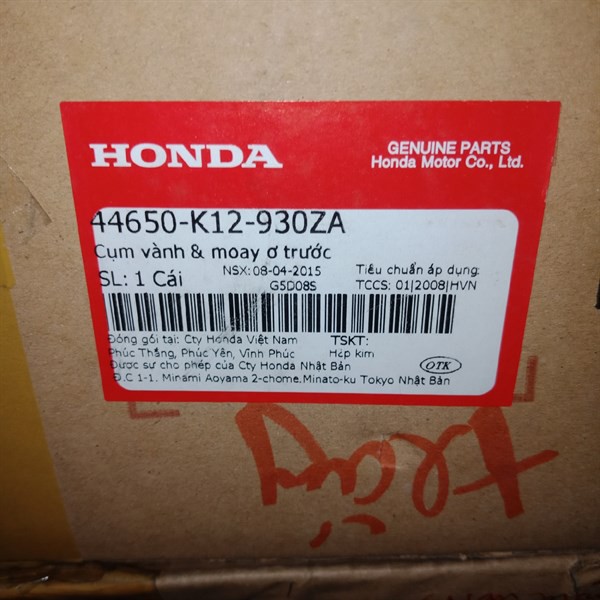 HONDA
GENUINE PARTS
Honda Motor Co., Ltd.
44650-K12-930ZA
Cụm vành & moay ơ trước
SL: 1 Cái
NSX: 08-04-2015
G5D08S
Tiêu chuẩn áp dụng:
TCCS: 01|2008|HVN
Đóng gói tại: Cty Honda Việt Nam
Phúc Thắng, Phúc Yên, Vĩnh Phúc
Được sự cho phép của Cty Honda Nhật Bản
Đ.C 1-1. Minami Aoyama 2-chome.Minato-ku Tokyo Nhật Bản
TSKT:
Hợp kim
OTK